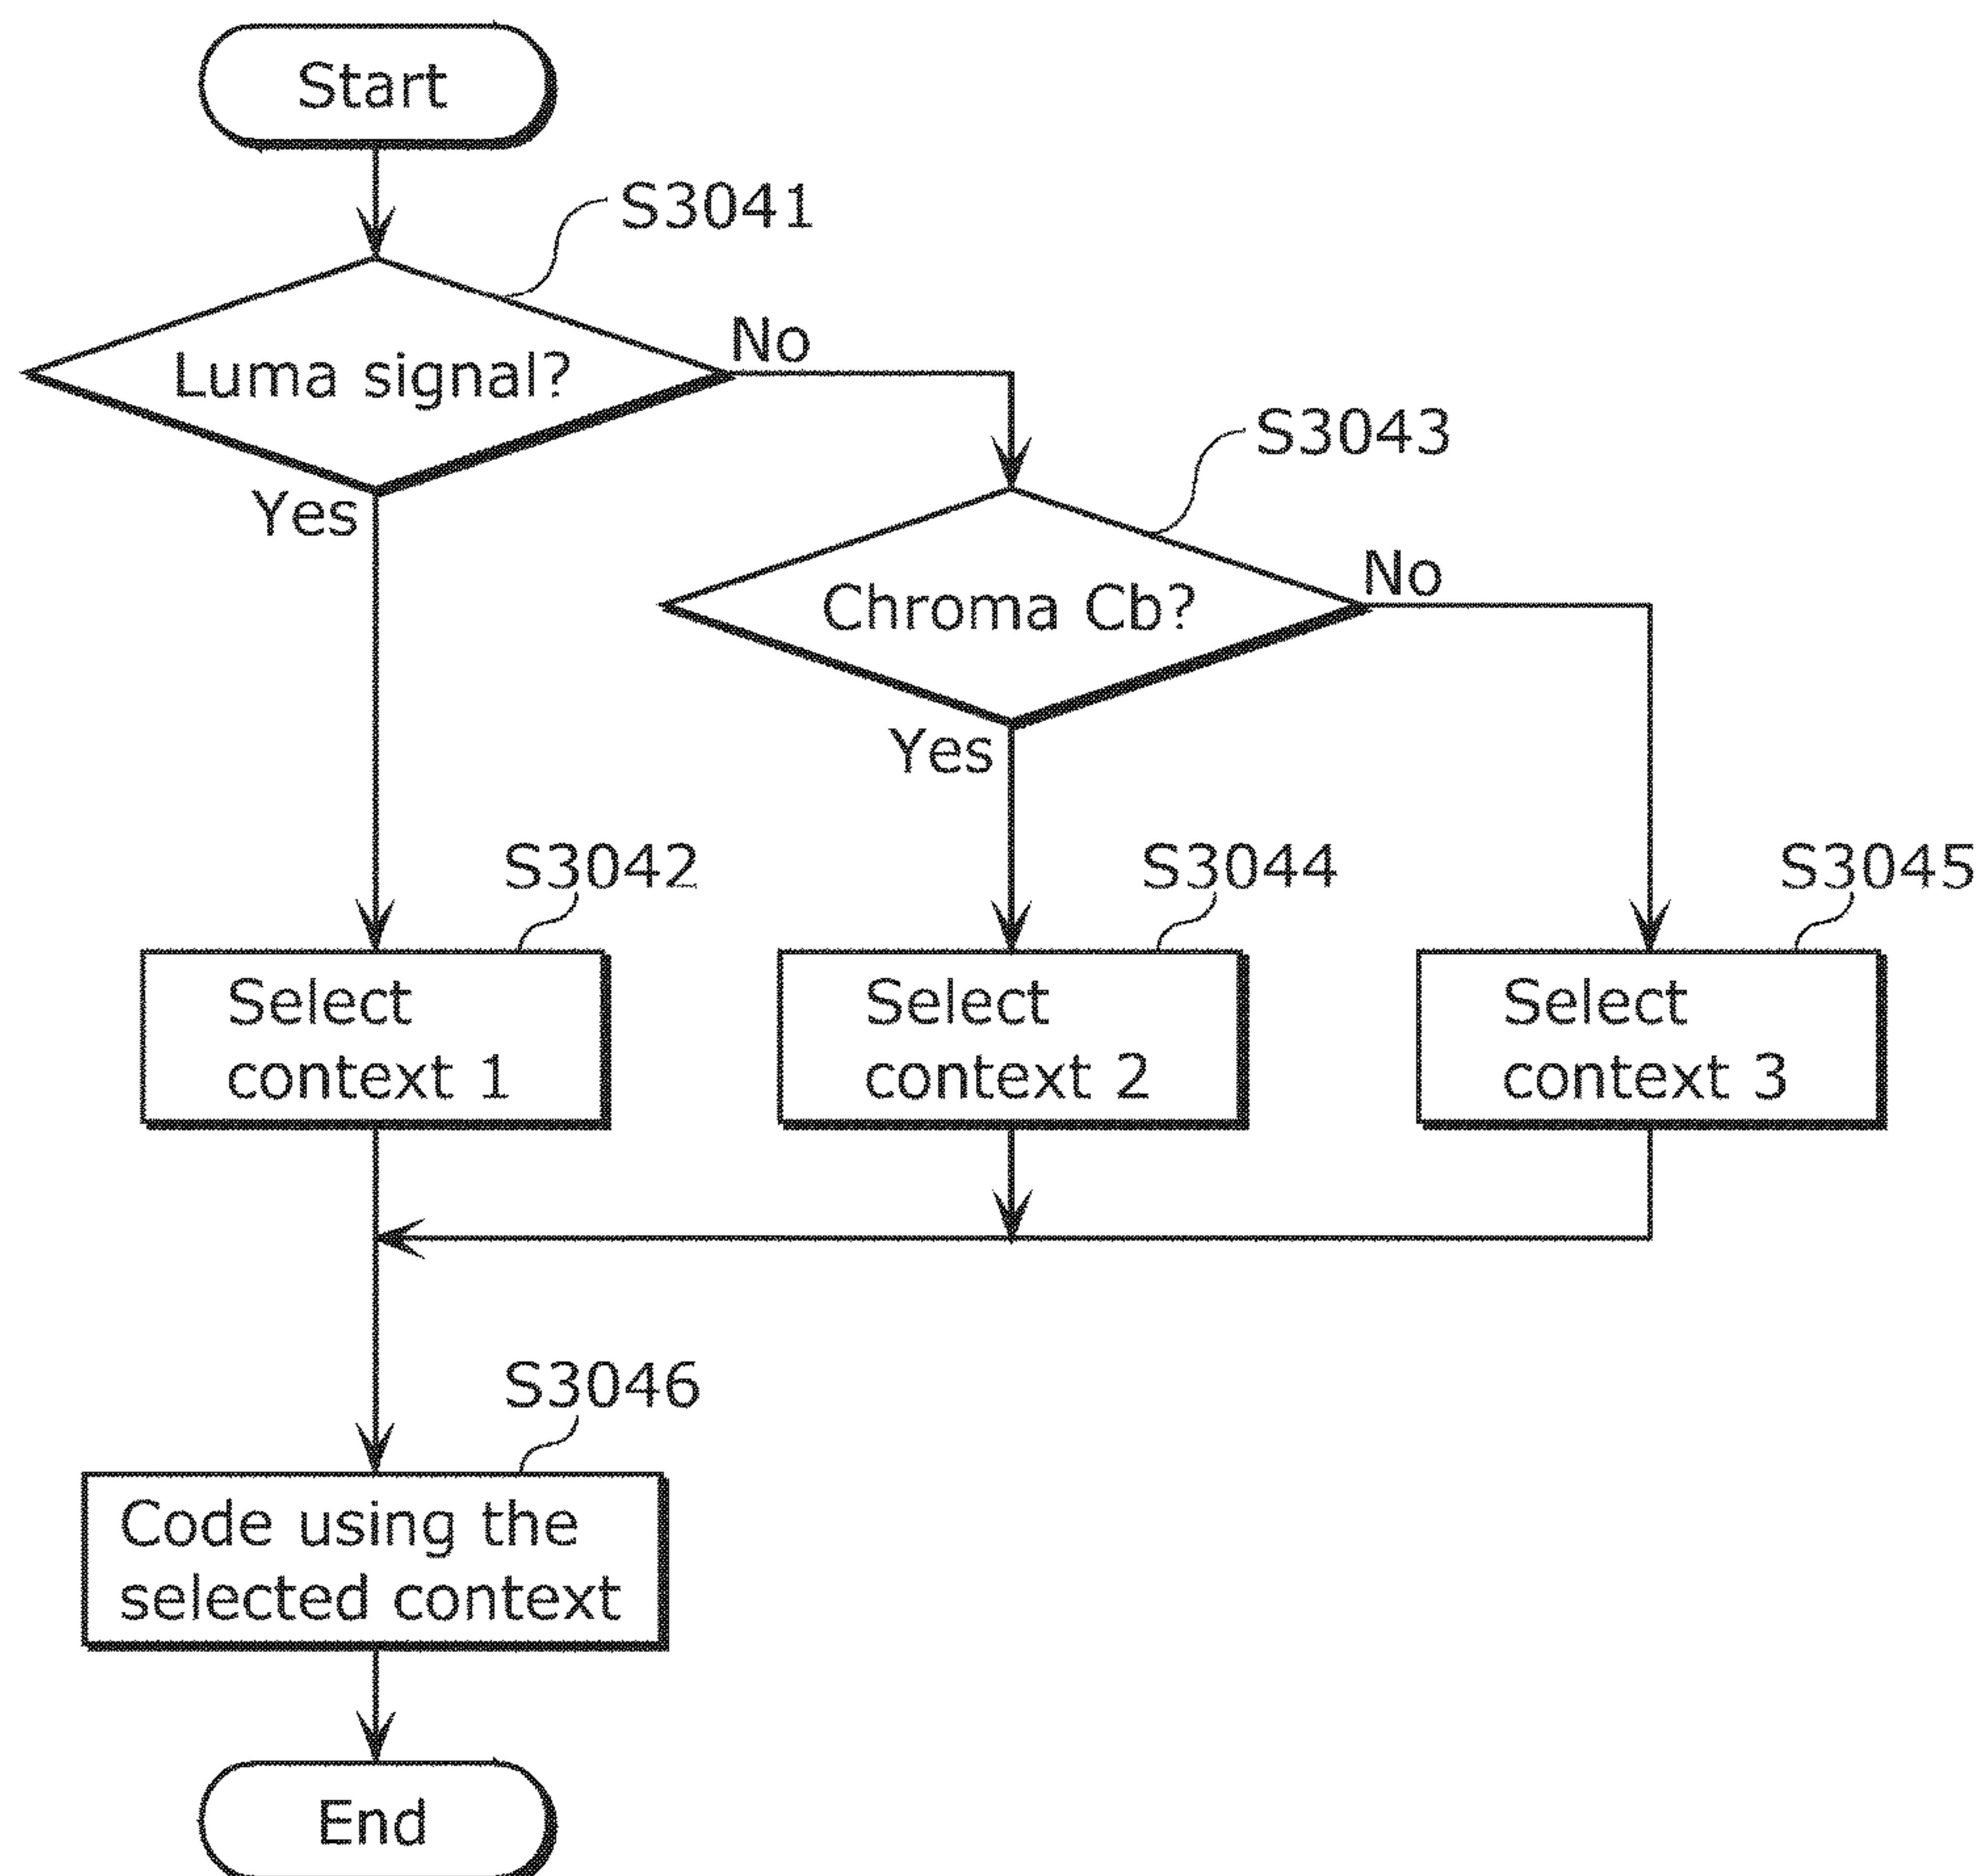 Start
S3041
Luma signal?
No
Yes
S3043
Chroma Cb?
No
Yes
S3042
Select
context 1
S3044
Select
context 2
S3045
Select
context 3
S3046
Code using the
selected context
End